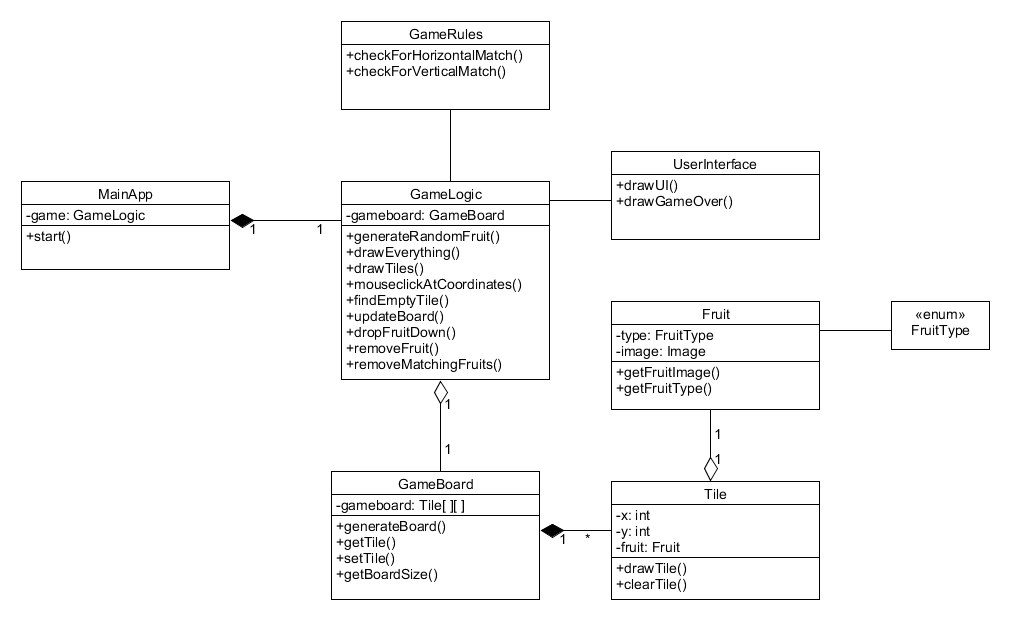 GameRules
+checkForHorizontalMatch()
+checkForVerticalMatch()
MainApp
-game: GameLogic
+start()
1
1
GameLogic
-gameboard: GameBoard
+generateRandomFruit()
+drawEverything()
+drawTiles()
+mouseclickAtCoordinates()
+findEmptyTile()
+updateBoard()
+dropFruitDown()
+removeFruit()
+removeMatchingFruits()
UserInterface
+drawUI()
+drawGameOver()
Fruit
-type: FruitType
-image: Image
+getFruitImage()
+getFruitType()
«enum»
FruitType
1
1
1
1
GameBoard
-gameboard: Tile[ ][ ]
+generateBoard()
+getTile()
+setTile()
+getBoardSize()
1
*
Tile
-x: int
-y: int
-fruit: Fruit
+drawTile()
+clearTile()